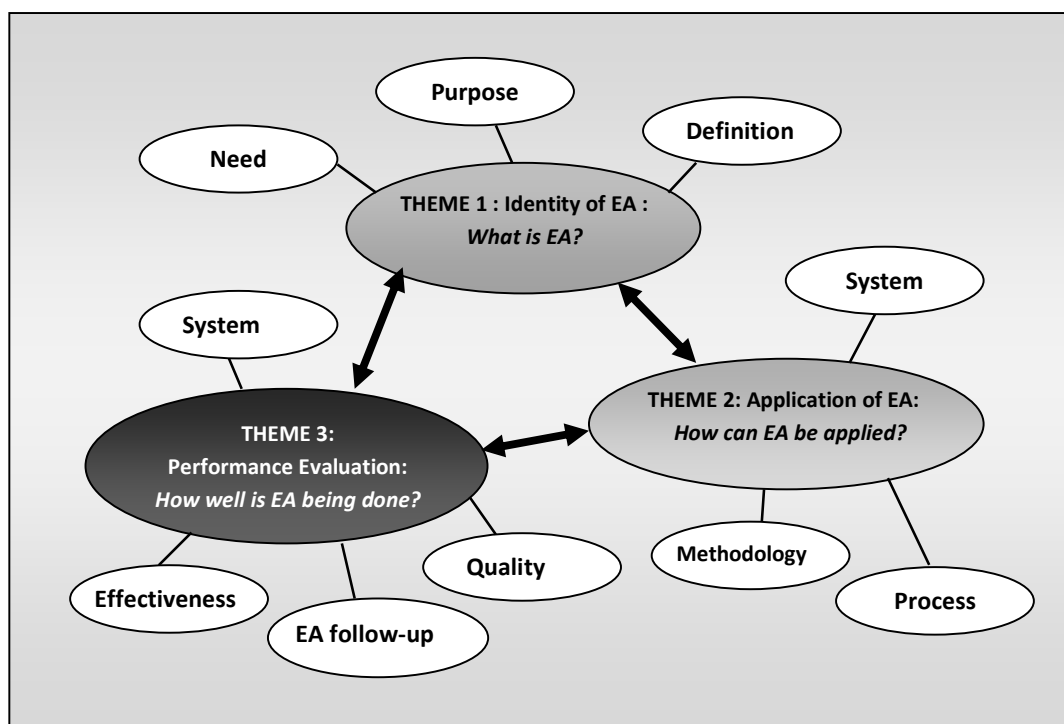 Purpose
Definition
Need
THEME 1 : Identity of EA :
What is EA?
System
System
THEME 2: Application of EA:
How can EA be applied?
THEME 3:
Performance Evaluation:
How well is EA being done?
Methodology
Quality
Effectiveness
Process
EA follow-up